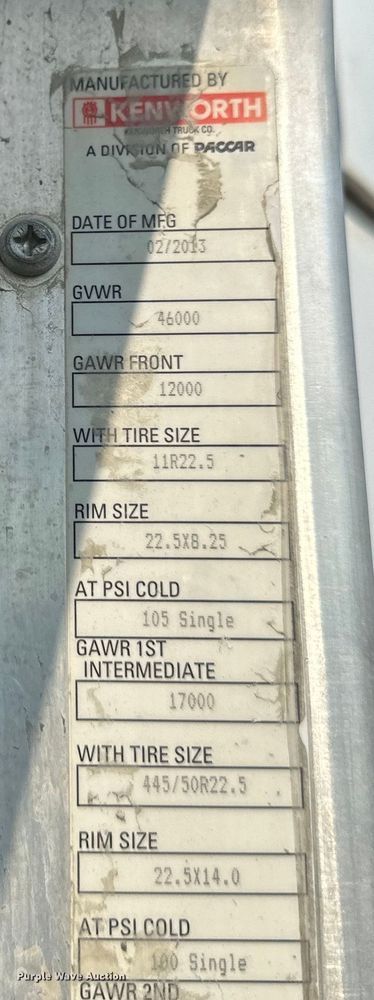 MANUFACTURED BY
KENWORTH
KENWORTH TRUCK CO.
A DIVISION OF PACCAR
DATE OF MFG
02/2013
GVWR
46000
GAWR FRONT
12000
WITH TIRE SIZE
11R22.5
RIM SIZE
22.5X8.25
AT PSI COLD
105 Single
GAWR 1ST
INTERMEDIATE
17000
WITH TIRE SIZE
445/50R22.5
RIM SIZE
22.5X14.0
AT PSI COLD
100 Single
GAWR 2ND
Purple Wave Auction